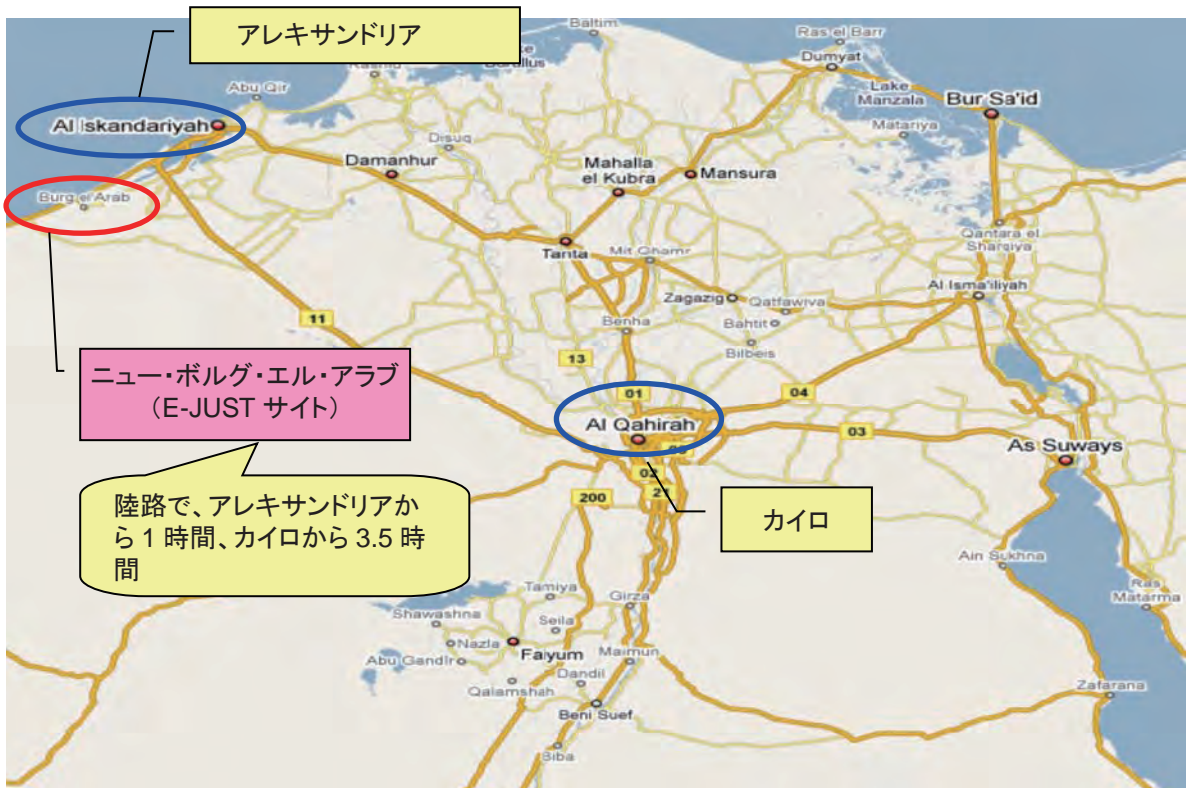 アレキサンドリア
Baltim
Ras el Barr
Dumyat
Lake
Manzala
Bur Sa'id
Matariya
Abu Qir
Al Iskandariyah
Disuq
Damanhur
Mahalla
el Kubra
Mansura
Burg el Arab
Qantara el
Sharqiya
Tanta
Mit Ghamr
Al Isma'iliyah
Zagazig
11
Benha
Bahtit
Bilbeis
13
ニュー・ボルグ・エル・アラブ
(E-JUST サイト)
01
04
Al Qahirah
03
As Suways
02
21
200
陸路で、アレキサンドリアか
ら 1 時間、カイロから 3.5 時
間
カイロ
Ain Sukhna
Ras
Matarma
Tamiya
Girza
Shawashna
Seila
Nazla
Faiyum
Maimun
Abu Gandir
Dandil
Qalamshah
Zafarana
Beni Suef
Biba